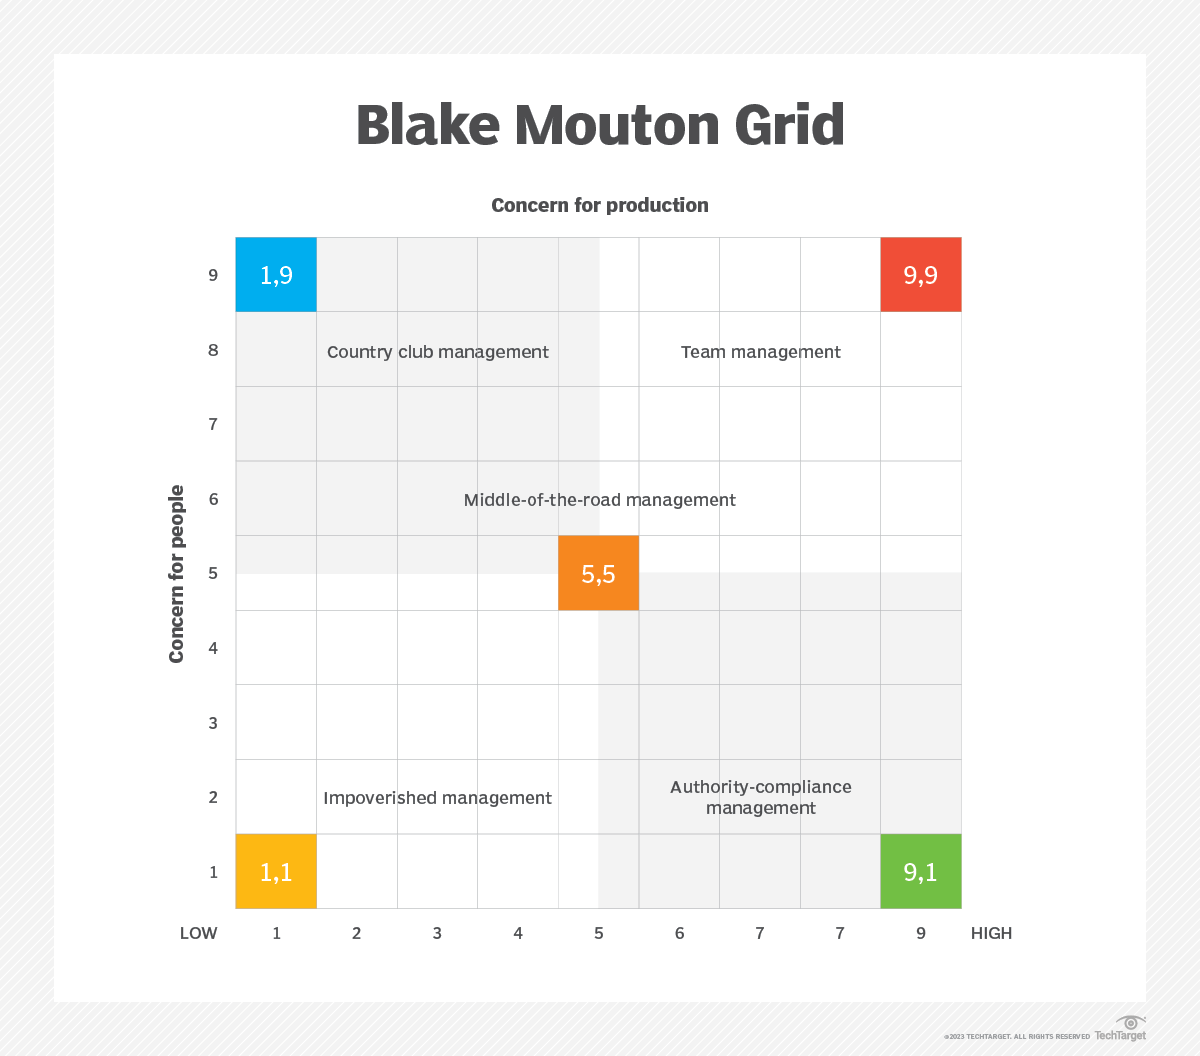 Blake Mouton Grid
Concern for production
9
1,9
9,9
8
Country club management
Team management
7
6
Middle-of-the-road management
Concern for people
5
5,5
4
3
2
Impoverished management
Authority-compliance
management
1
1,1
9,1
LOW 1 2 3 4 5 6 7 7 9 HIGH
©2023 TECHTARGET. ALL RIGHTS RESERVED TechTarget